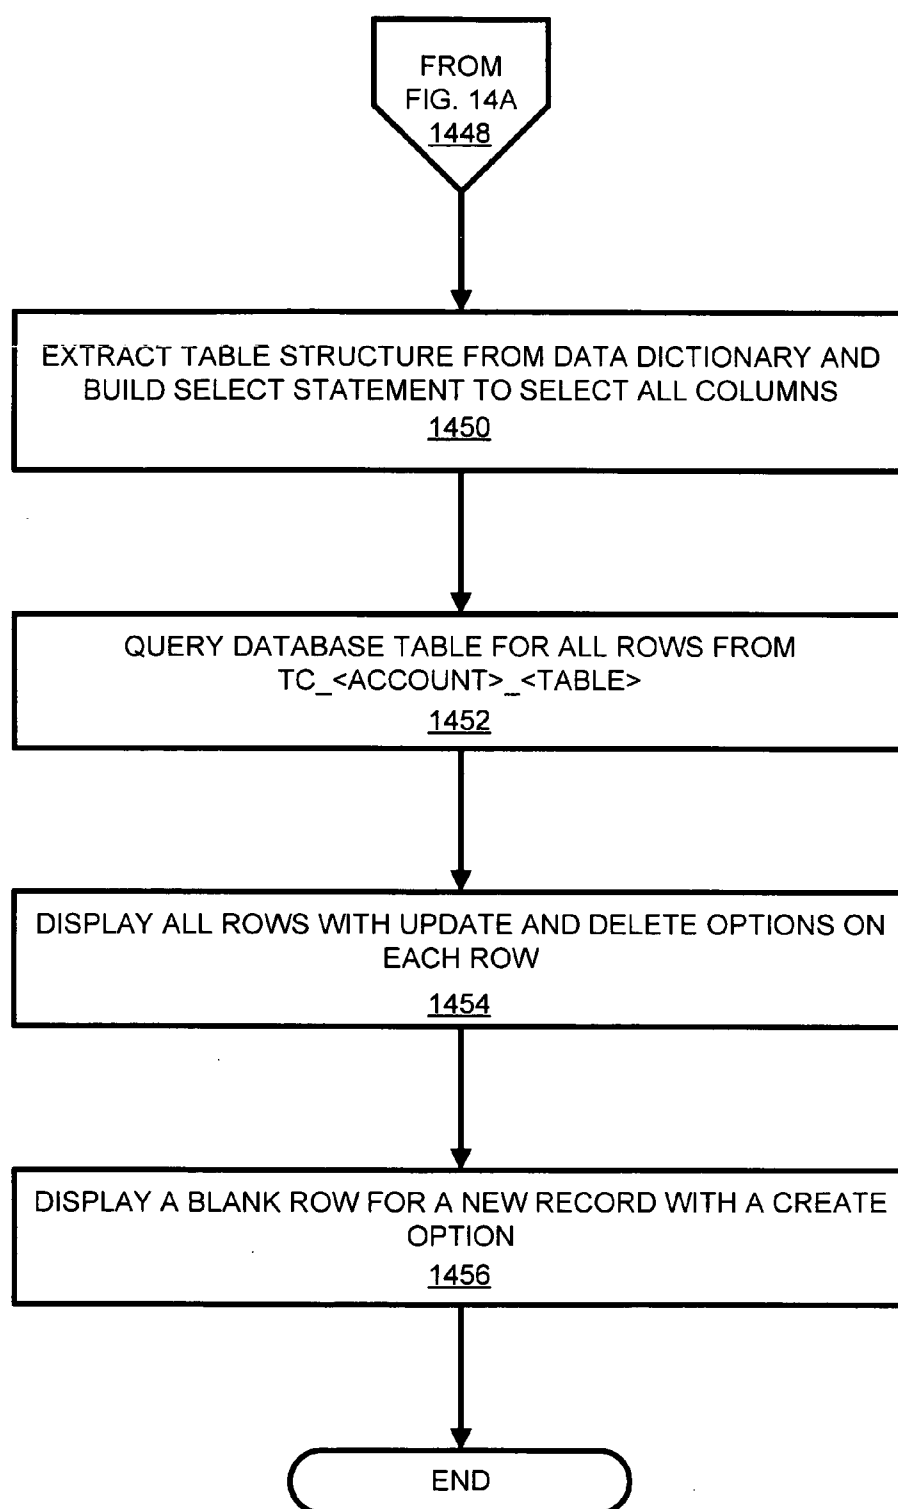 FROM
FIG. 14A
1448
EXTRACT TABLE STRUCTURE FROM DATA DICTIONARY AND
BUILD SELECT STATEMENT TO SELECT ALL COLUMNS
1450
QUERY DATABASE TABLE FOR ALL ROWS FROM
TC_<ACCOUNT>_<TABLE>
1452
DISPLAY ALL ROWS WITH UPDATE AND DELETE OPTIONS ON
EACH ROW
1454
DISPLAY A BLANK ROW FOR A NEW RECORD WITH A CREATE
OPTION
1456
END